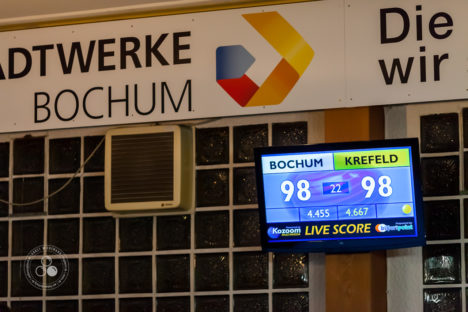 ADTWERKE
BOCHUM
Die
wir
BOCHUM KREFELD
98 22 98
4.455 4.667
Kozoom LIVE SCORE